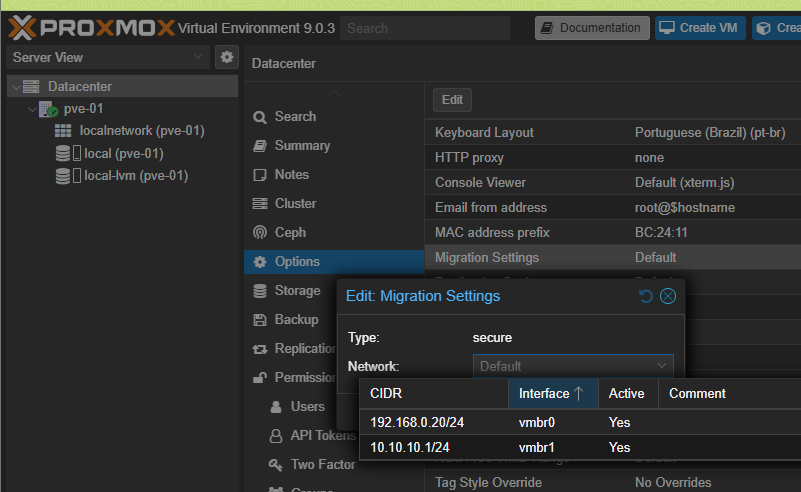 PROXMOX Virtual Environment 9.0.3 Search Documentation Create VM Crea
Server View
Datacenter
pve-01
localnetwork (pve-01)
local (pve-01)
local-lvm (pve-01)
Datacenter
Search
Summary
Notes
Cluster
Ceph
Options
Storage
Backup
Replication
Permission
Users
API Tokens
Two Factor
Groups
Edit
Keyboard Layout Portuguese (Brazil) (pt-br)
HTTP proxy none
Console Viewer Default (xterm.js)
Email from address root@$hostname
MAC address prefix BC:24:11
Migration Settings Default
Edit: Migration Settings
Type: secure
Network: Default
CIDR Interface Active Comment
192.168.0.20/24 vmbr0 Yes
10.10.10.1/24 vmbr1 Yes
Tag Style Override No Overrides